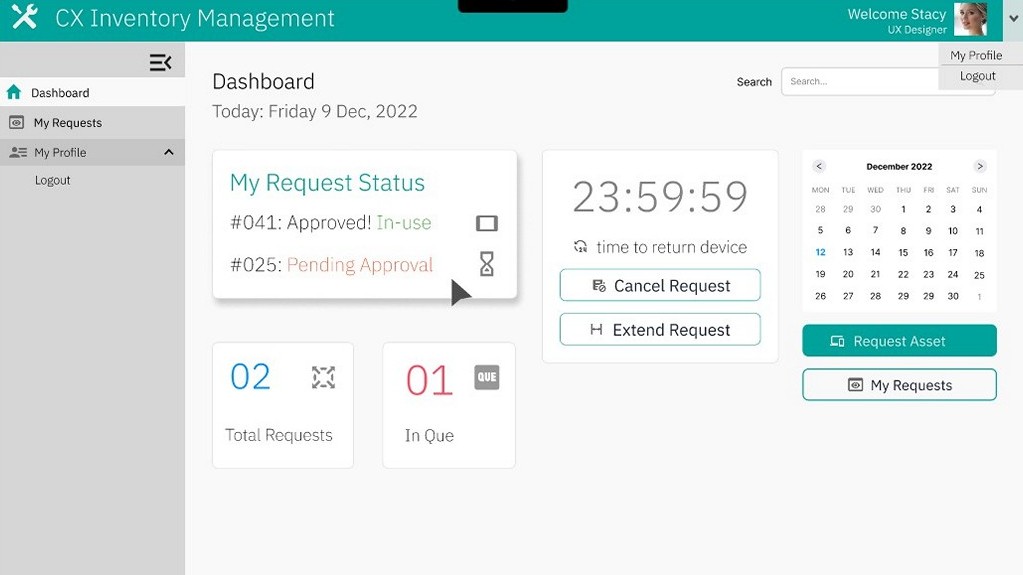 CX Inventory Management
Welcome Stacy
UX Designer
My Profile
Logout
Dashboard
My Requests
My Profile
Logout
Dashboard
Today: Friday 9 Dec, 2022
Search
Search...
My Request Status
#041: Approved! In-use
#025: Pending Approval
02
Total Requests
01
QUE
In Que
23:59:59
time to return device
Cancel Request
Extend Request
< December 2022 >
MON TUE WED THU FRI SAT SUN
28 29 30 1 2 3 4
5 6 7 8 9 10 11
12 13 14 15 16 17 18
19 20 21 22 23 24 25
26 27 28 29 29 30 1
Request Asset
My Requests